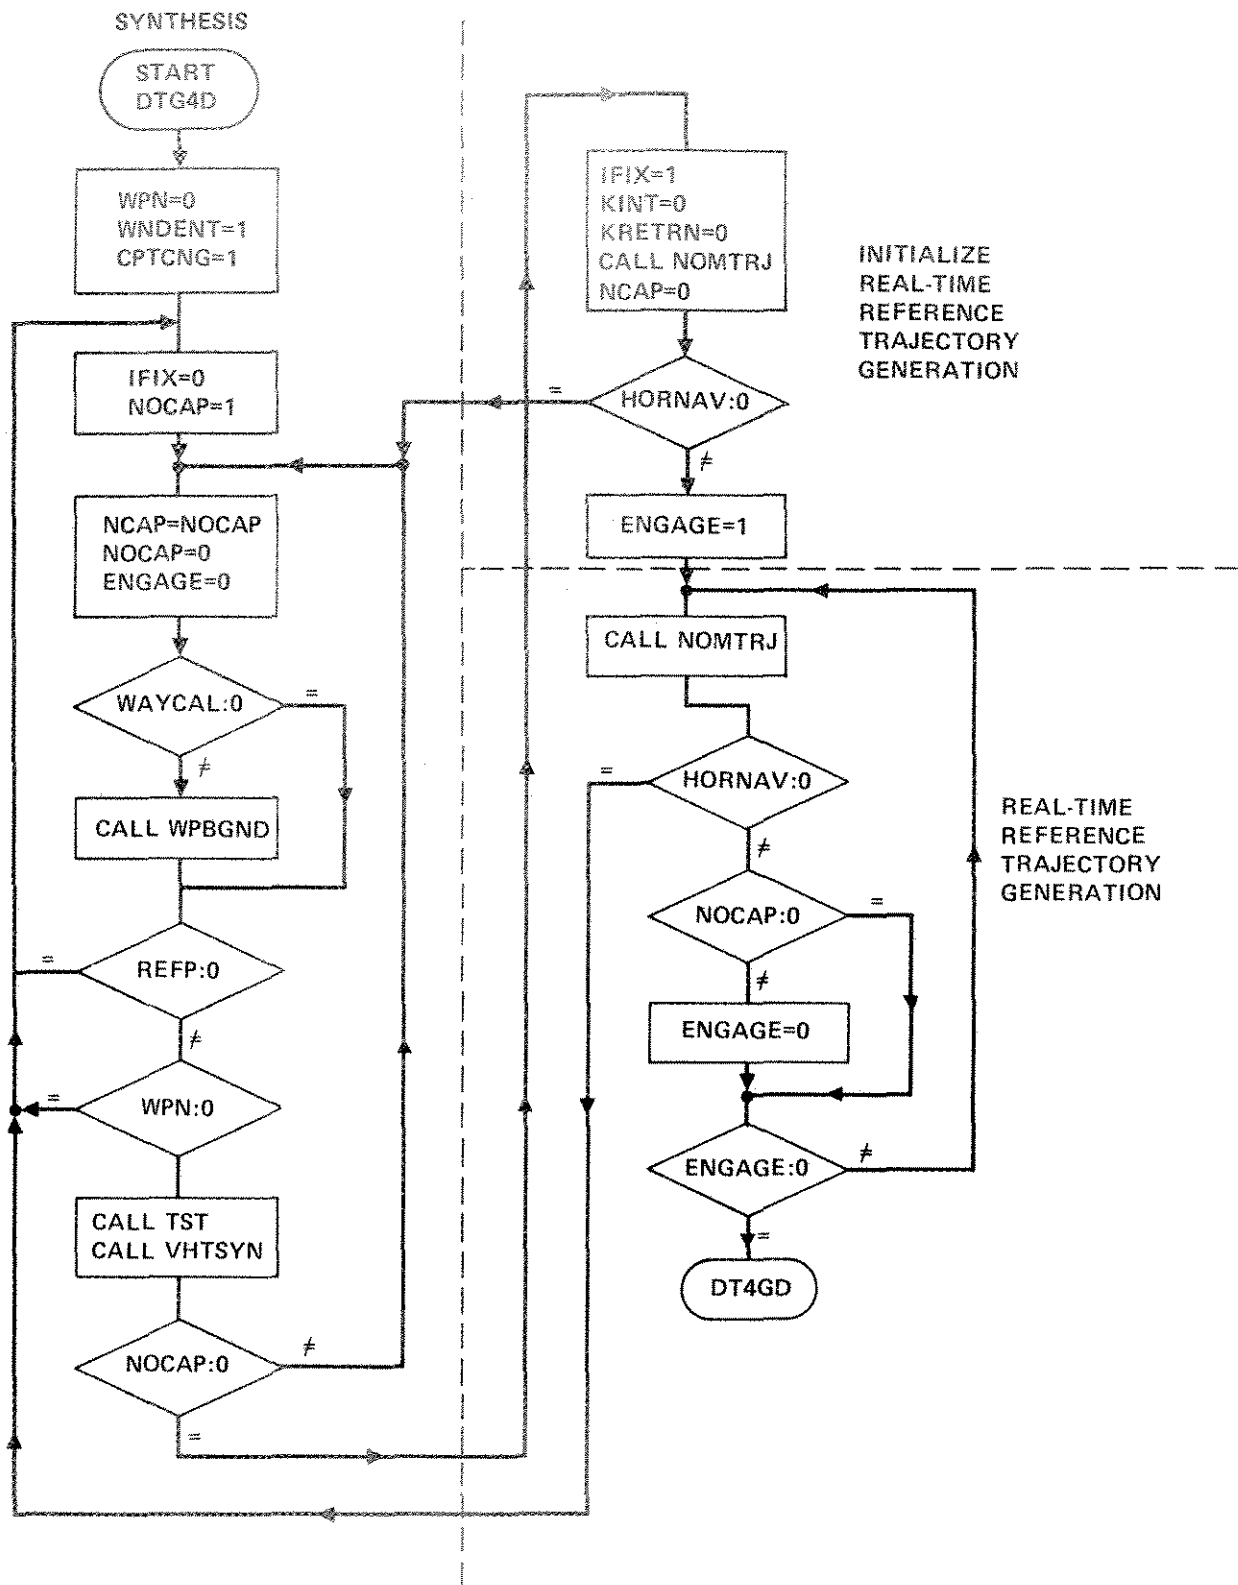 SYNTHESIS
START
DTG4D
WPN=0
WNDENT=1
CPTCNG=1
IFIX=0
NOCAP=1
NCAP=NOCAP
NOCAP=0
ENGAGE=0
WAYCAL:0
=
≠
CALL WPBGND
REFP:0
=
≠
WPN:0
=
CALL TST
CALL VHTSYN
NOCAP:0
≠
=
IFIX=1
KINT=0
KRETRN=0
CALL NOMTRJ
NCAP=0
INITIALIZE
REAL-TIME
REFERENCE
TRAJECTORY
GENERATION
HORNAV:0
=
≠
ENGAGE=1
CALL NOMTRJ
HORNAV:0
=
≠
REAL-TIME
REFERENCE
TRAJECTORY
GENERATION
NOCAP:0
=
≠
ENGAGE=0
ENGAGE:0
≠
=
DT4GD